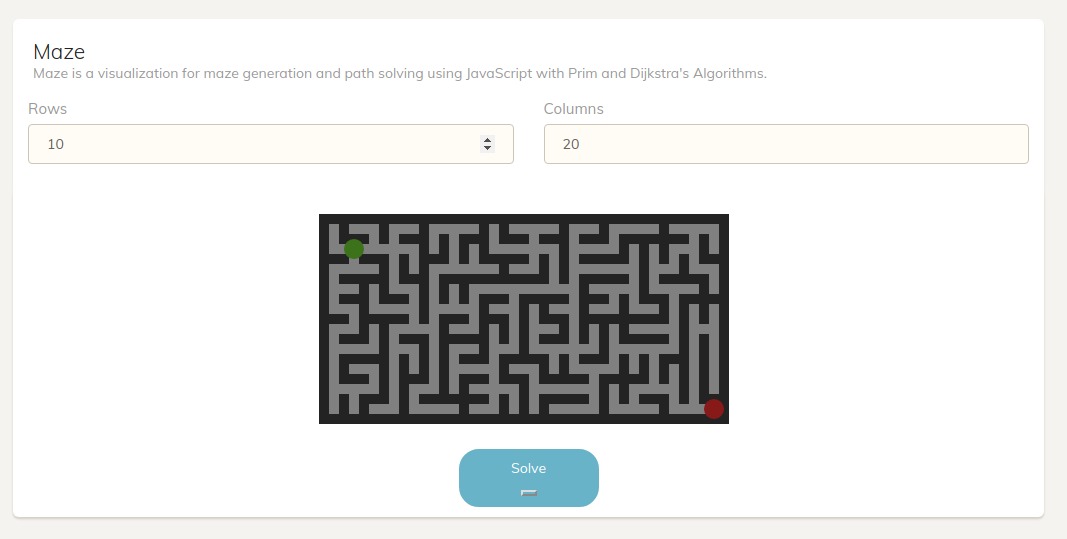 Maze
Maze is a visualization for maze generation and path solving using JavaScript with Prim and Dijkstra's Algorithms.
Rows
Columns
10
20
Solve